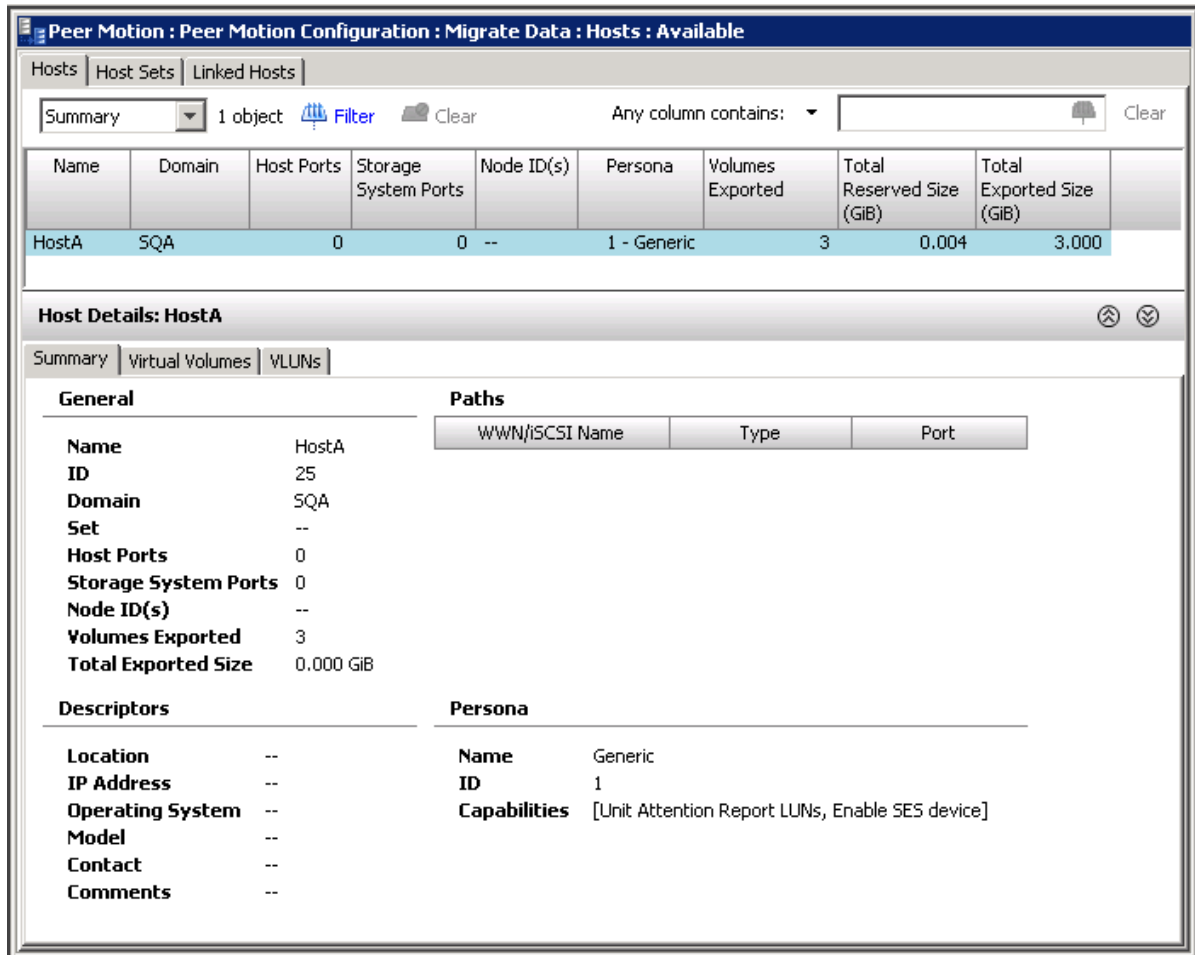 Peer Motion : Peer Motion Configuration : Migrate Data : Hosts : Available
Hosts Host Sets Linked Hosts
Summary 1 object Filter Clear Any column contains: Clear
Name Domain Host Ports Storage System Ports Node ID(s) Persona Volumes Exported Total Reserved Size (GiB) Total Exported Size (GiB)
HostA SQA 0 0 -- 1 - Generic 3 0.004 3.000
Host Details: HostA
Summary Virtual Volumes VLUNs
General
Name HostA
ID 25
Domain SQA
Set --
Host Ports 0
Storage System Ports 0
Node ID(s) --
Volumes Exported 3
Total Exported Size 0.000 GiB
Paths
WWN/iSCSI Name Type Port
Descriptors
Location --
IP Address --
Operating System --
Model --
Contact --
Comments --
Persona
Name Generic
ID 1
Capabilities [Unit Attention Report LUNs, Enable SES device]